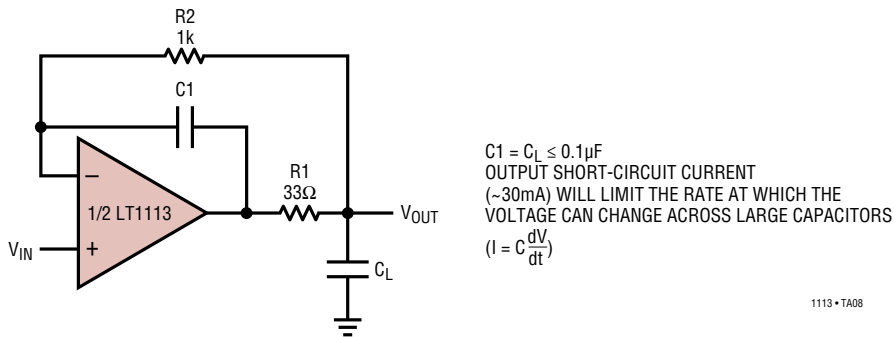 R2
1k
C1
R1
33Ω
–
1/2 LT1113
+
V_IN
V_OUT
C_L
C1 = C_L ≤ 0.1µF
OUTPUT SHORT-CIRCUIT CURRENT
(~30mA) WILL LIMIT THE RATE AT WHICH THE
VOLTAGE CAN CHANGE ACROSS LARGE CAPACITORS
(I = C dV/dt)
1113 • TA08